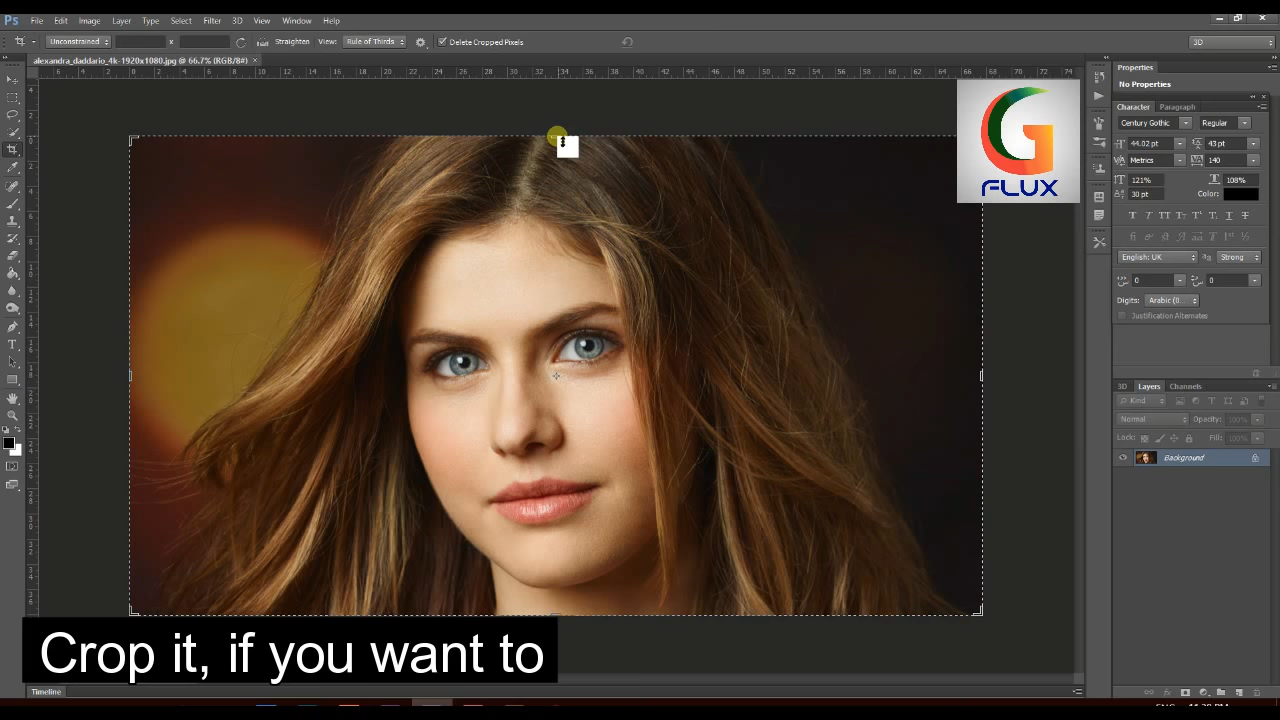 Ps File Edit Image Layer Type Select Filter 3D View Window Help
Unconstrained x Straighten View: Rule of Thirds Delete Cropped Pixels 3D
alexandra_daddario_4k-1920x1080.jpg @ 66.7% (RGB/8#) ×
Properties
No Properties
Character Paragraph
Century Gothic Regular
44.02 pt 43 pt
Metrics 140
121% 108%
30 pt Color:
English: UK Strong
0 0
Digits: Arabic (0...
Justification Alternates
G
FLUX
3D Layers Channels
Kind
Normal Opacity: 100%
Lock: Fill: 100%
Background
Crop it, if you want to
Timeline